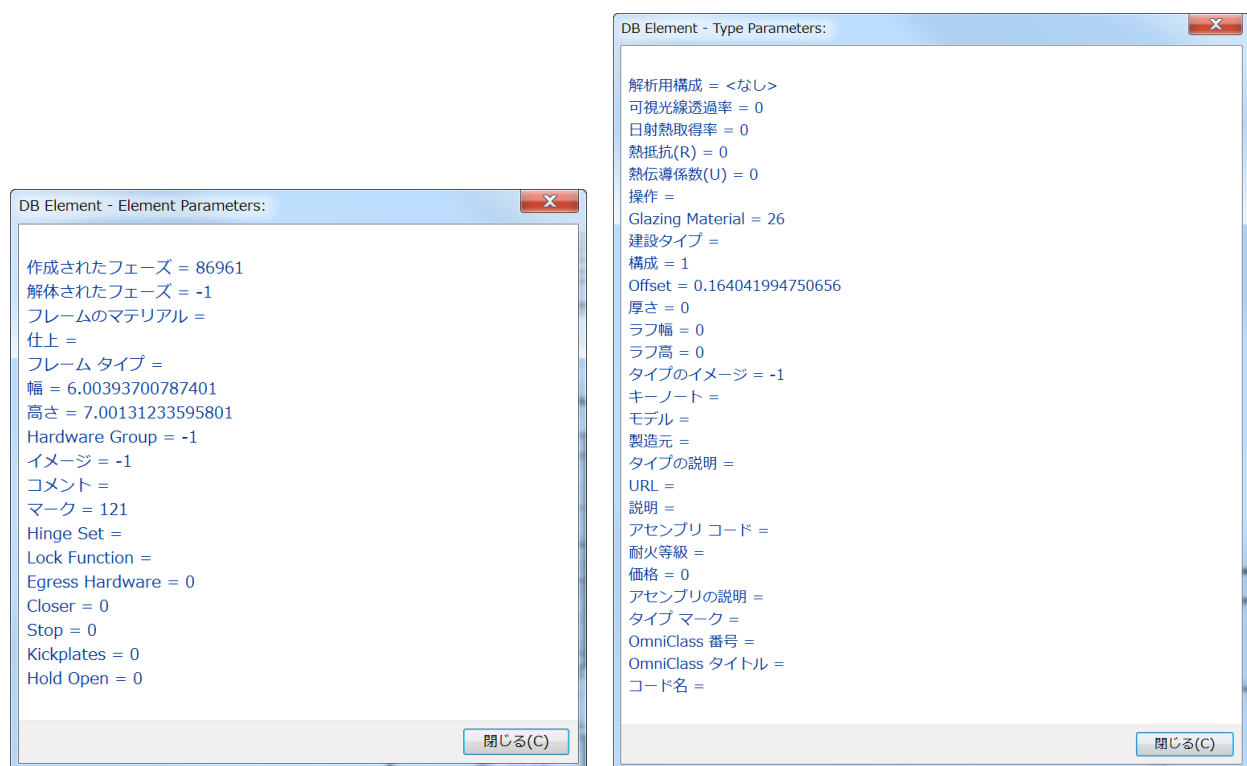 DB Element - Element Parameters:
作成されたフェーズ = 86961
解体されたフェーズ = -1
フレームのマテリアル =
仕上 =
フレーム タイプ =
幅 = 6.00393700787401
高さ = 7.00131233595801
Hardware Group = -1
イメージ = -1
コメント =
マーク = 121
Hinge Set =
Lock Function =
Egress Hardware = 0
Closer = 0
Stop = 0
Kickplates = 0
Hold Open = 0
閉じる(C)
DB Element - Type Parameters:
解析用構成 = <なし>
可視光線透過率 = 0
日射熱取得率 = 0
熱抵抗(R) = 0
熱伝導係数(U) = 0
操作 =
Glazing Material = 26
建設タイプ =
構成 = 1
Offset = 0.164041994750656
厚さ = 0
ラフ幅 = 0
ラフ高 = 0
タイプのイメージ = -1
キーノート =
モデル =
製造元 =
タイプの説明 =
URL =
説明 =
アセンブリ コード =
耐火等級 =
価格 = 0
アセンブリの説明 =
タイプ マーク =
OmniClass 番号 =
OmniClass タイトル =
コード名 =
閉じる(C)